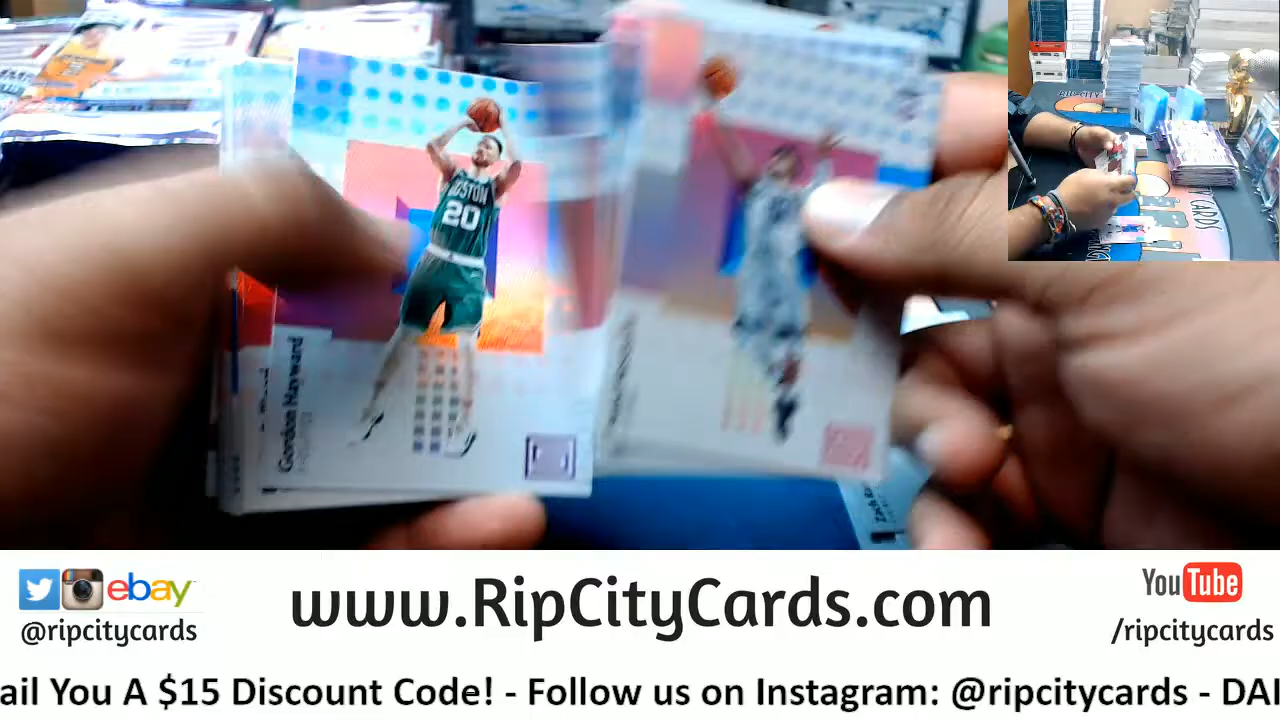 BOSTON
20
Gordon Hayward
ebay
@ripcitycards
www.RipCityCards.com
YouTube
/ripcitycards
ail You A $15 Discount Code! - Follow us on Instagram: @ripcitycards - DAI